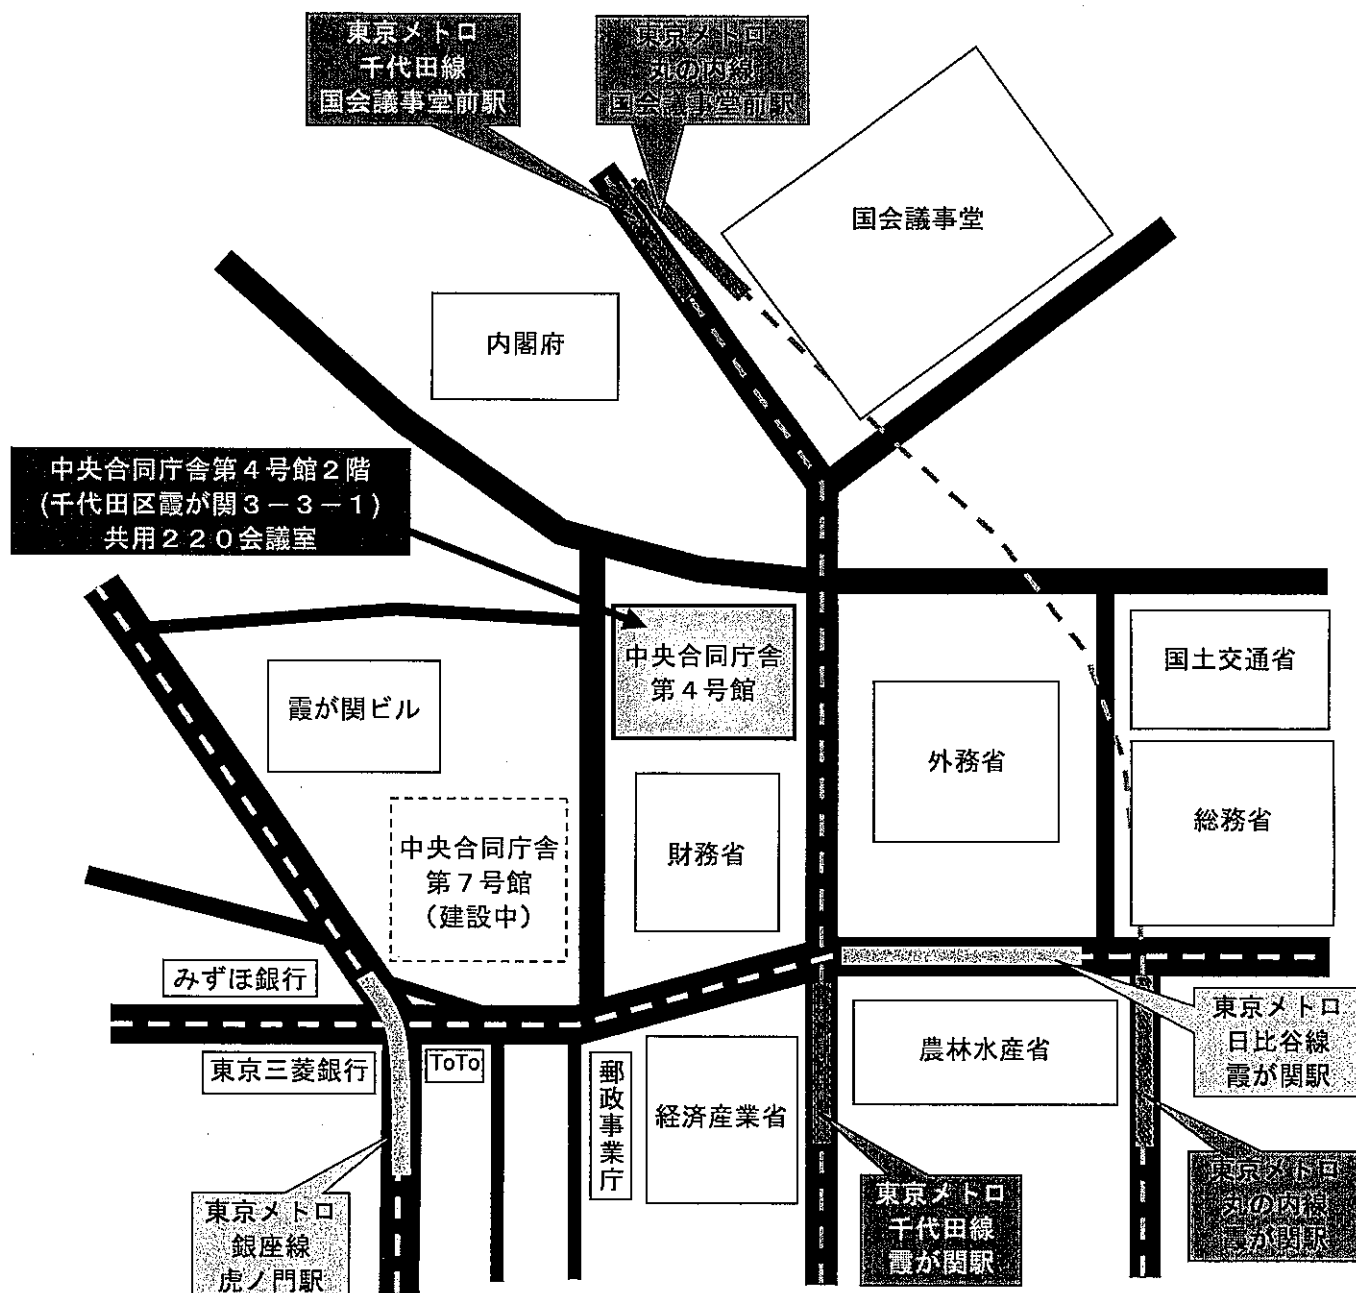 東京メトロ
千代田線
国会議事堂前駅
東京メトロ
丸の内線
国会議事堂前駅
国会議事堂
内閣府
中央合同庁舎第４号館２階
(千代田区霞が関３－３－１)
共用２２０会議室
中央合同庁舎
第４号館
国土交通省
霞が関ビル
外務省
総務省
財務省
中央合同庁舎
第７号館
（建設中）
みずほ銀行
東京三菱銀行
ToTo
郵政事業庁
経済産業省
農林水産省
東京メトロ
日比谷線
霞が関駅
東京メトロ
丸の内線
霞が関駅
東京メトロ
千代田線
霞が関駅
東京メトロ
銀座線
虎ノ門駅